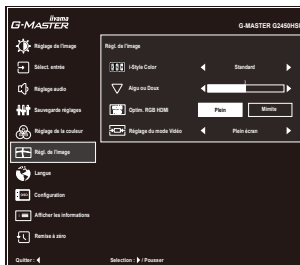 iiyama
G-MASTER
G-MASTER G2450HSU
Réglage de l'image
Sélect. entrée
Réglage audio
Sauvegarde réglages
Réglage de la couleur
Régl. de l'image
Langue
Configuration
Afficher les informations
Remise à zéro
Régl. de l'image
i-Style Color
Standard
Aigu ou Doux
Optim. RGB HDMI
Plein
Mimite
Réglage du mode Vidéo
Plein écran
Quitter :
Selection : / Pousser